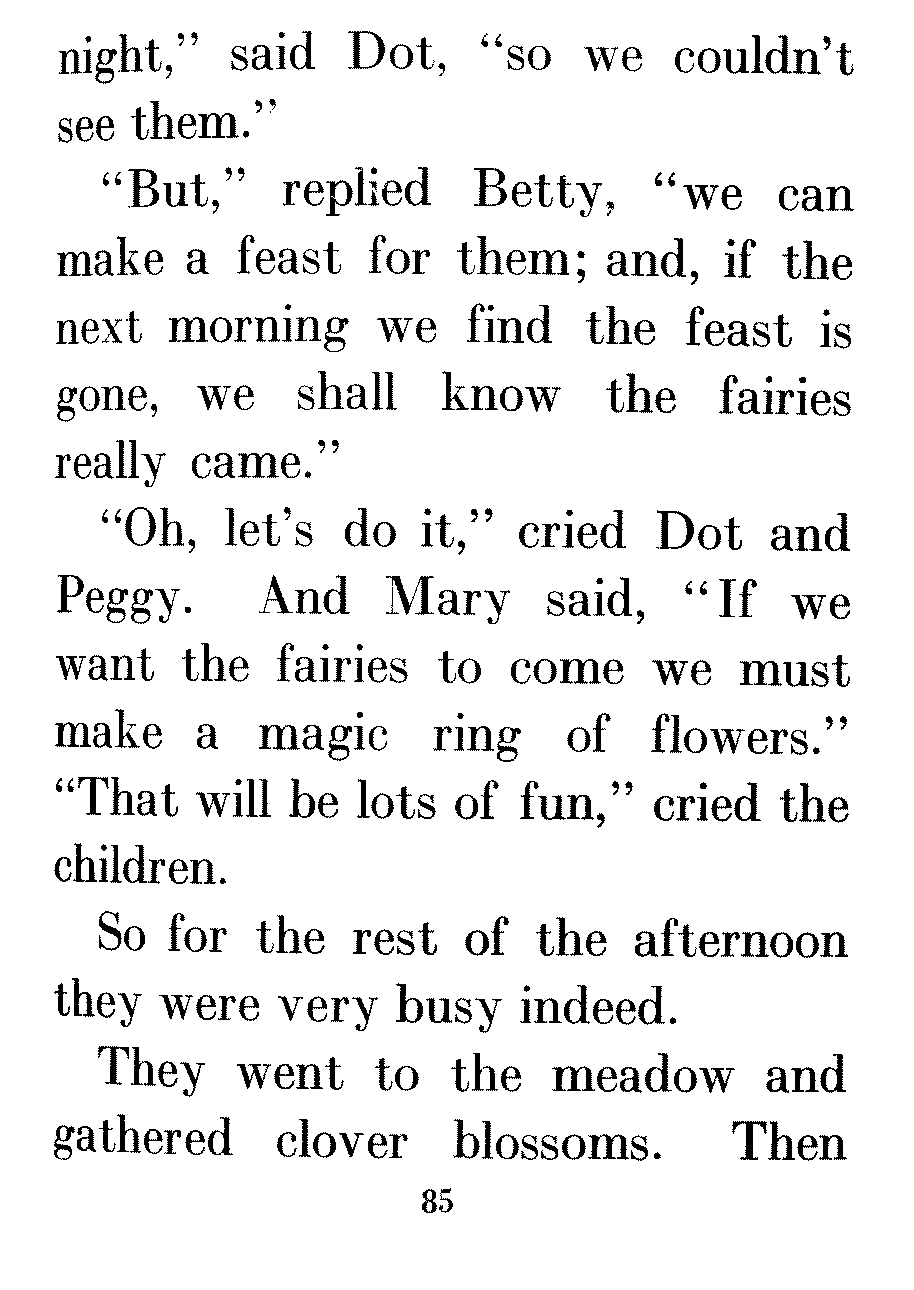 night,” said Dot, “so we couldn’t
see them.”
“But,” replied Betty, “we can
make a feast for them; and, if the
next morning we find the feast is
gone, we shall know the fairies
really came.”
“Oh, let’s do it,” cried Dot and
Peggy. And Mary said, “If we
want the fairies to come we must
make a magic ring of flowers.”
“That will be lots of fun,” cried the
children.
So for the rest of the afternoon
they were very busy indeed.
They went to the meadow and
gathered clover blossoms. Then
85